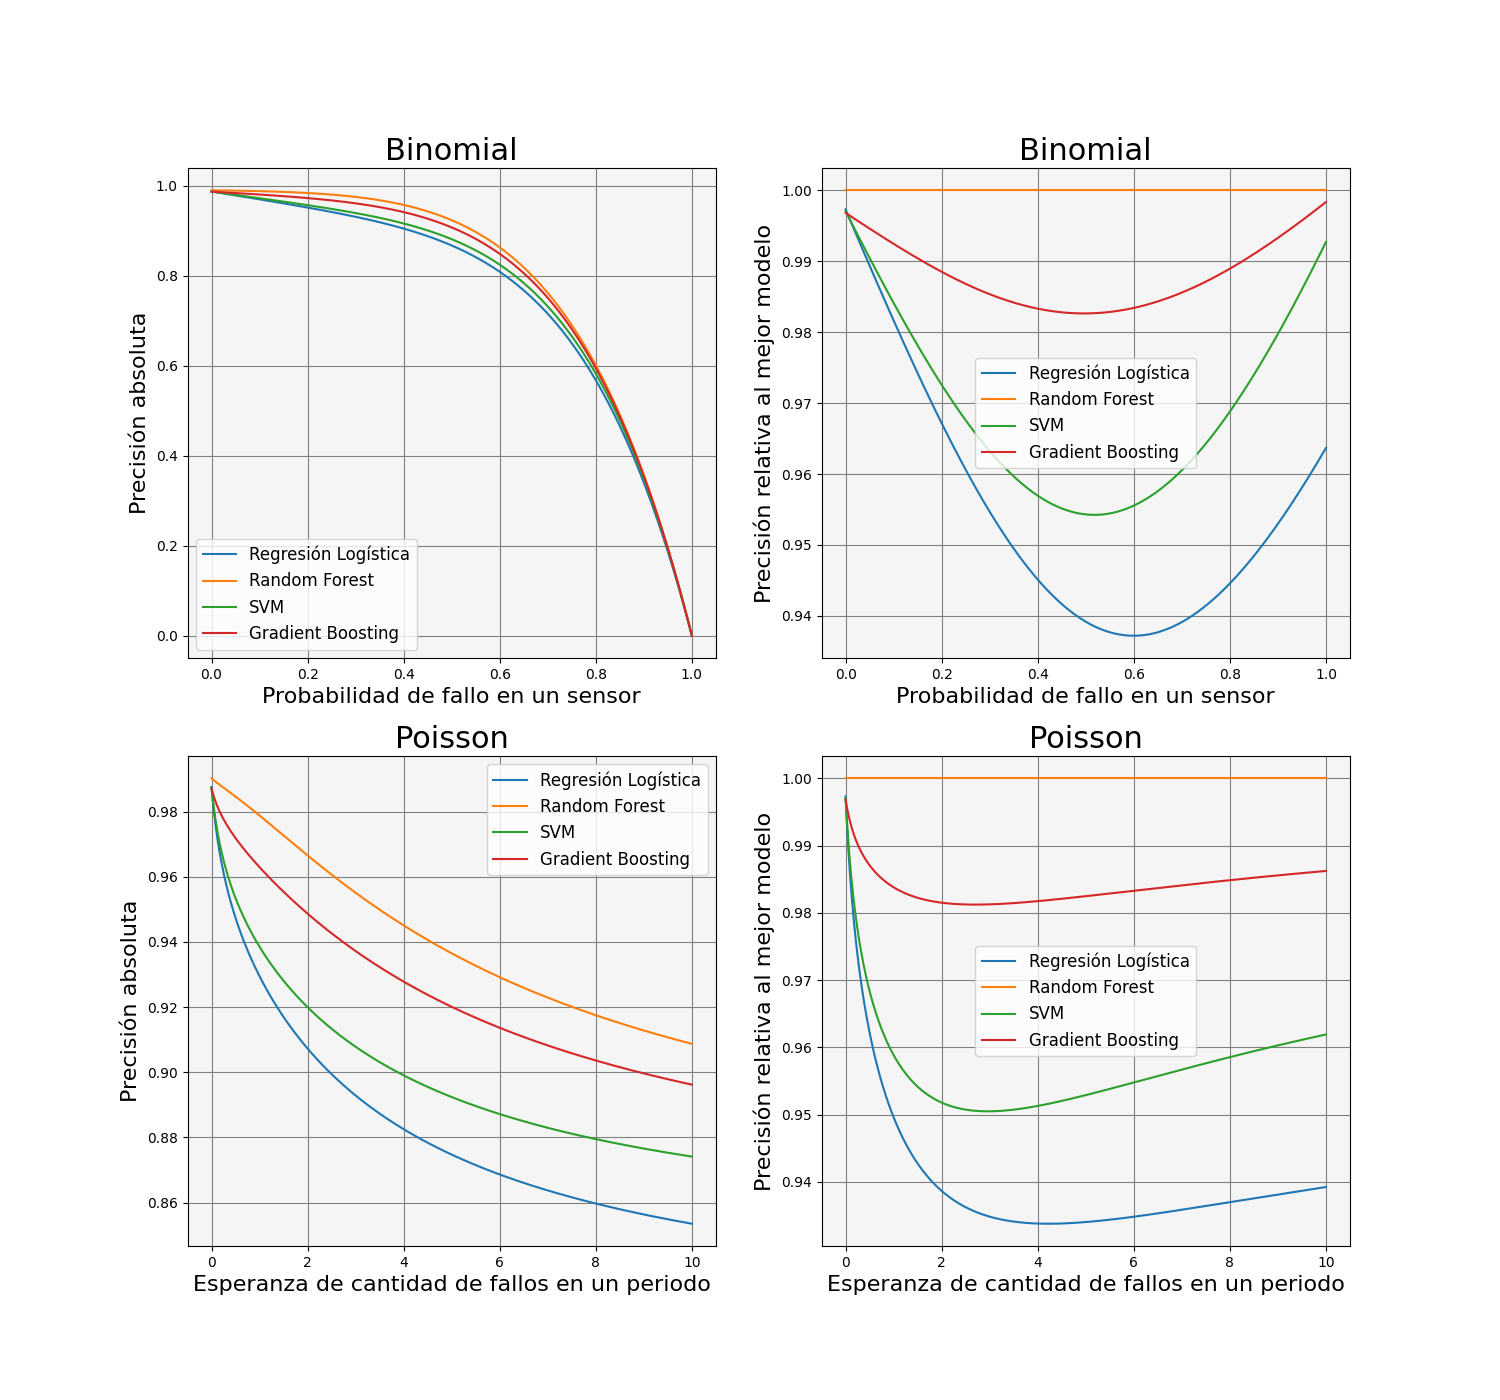 Binomial
1.0
0.8
0.6
0.4
0.2
0.0
Precisión absoluta
Regresión Logística
Random Forest
SVM
Gradient Boosting
0.0 0.2 0.4 0.6 0.8 1.0
Probabilidad de fallo en un sensor
Binomial
1.00
0.99
0.98
0.97
0.96
0.95
0.94
Precisión relativa al mejor modelo
Regresión Logística
Random Forest
SVM
Gradient Boosting
0.0 0.2 0.4 0.6 0.8 1.0
Probabilidad de fallo en un sensor
Poisson
0.98
0.96
0.94
0.92
0.90
0.88
0.86
Precisión absoluta
Regresión Logística
Random Forest
SVM
Gradient Boosting
0 2 4 6 8 10
Esperanza de cantidad de fallos en un periodo
Poisson
1.00
0.99
0.98
0.97
0.96
0.95
0.94
Precisión relativa al mejor modelo
Regresión Logística
Random Forest
SVM
Gradient Boosting
0 2 4 6 8 10
Esperanza de cantidad de fallos en un periodo